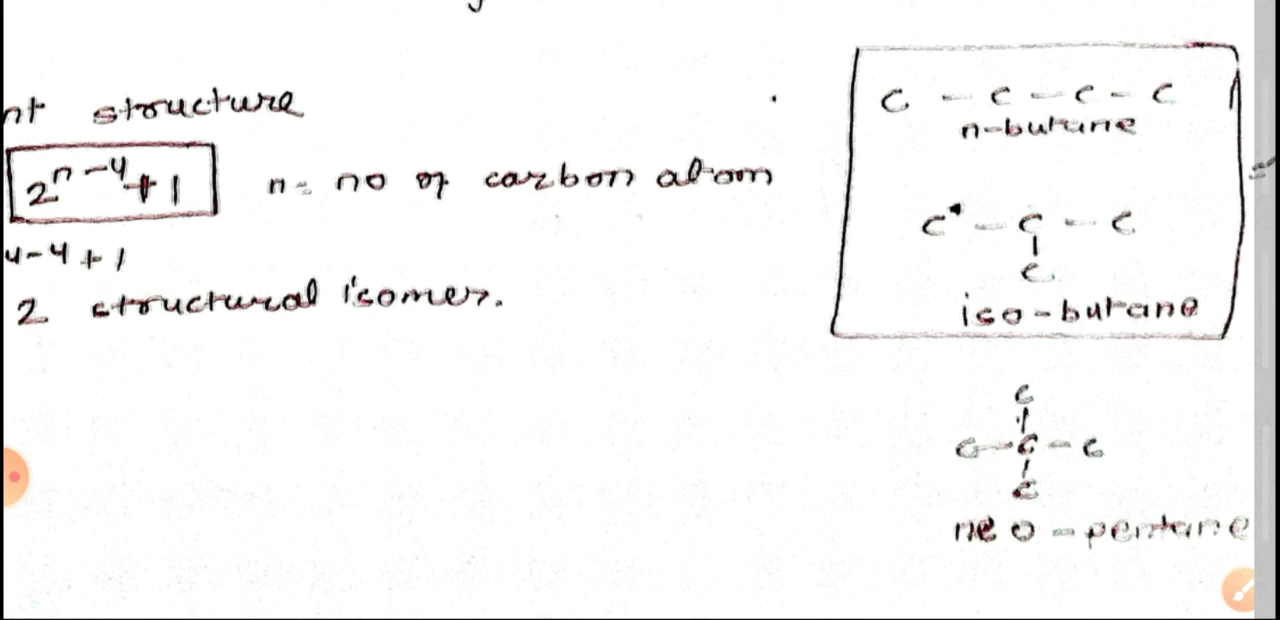 nt structure
2^n-4 + 1 n = no of carbon atom
4-4+1
2 structural isomer.
C - C - C - C
n-butane
C - C - C
|
C
iso-butane
C
|
C - C - C
|
C
neo-pentane